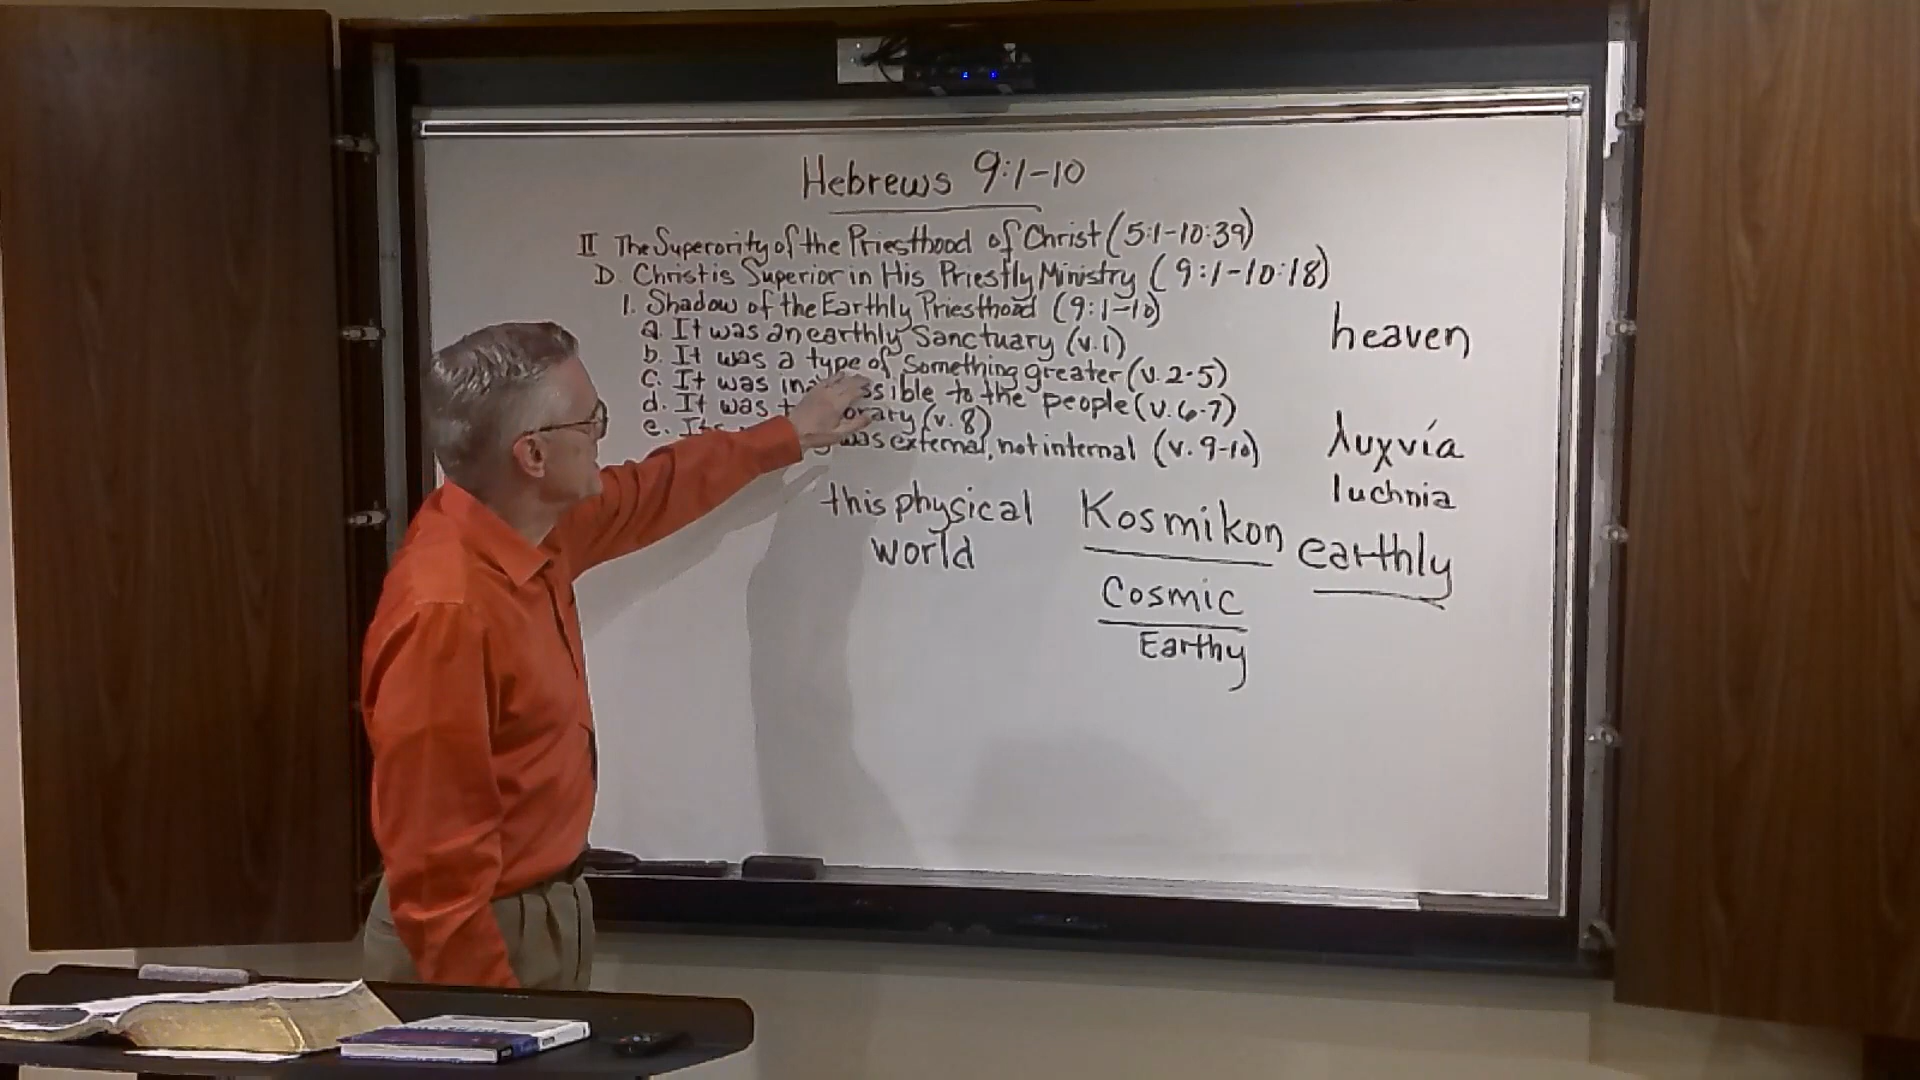 Hebrews 9:1-10
II The Superority of the Priesthood of Christ (5:1-10:39)
D. Christ is Superior in His Priestly Ministry (9:1-10:18)
1. Shadow of the Earthly Priesthood (9:1-10)
a. It was an earthly Sanctuary (v.1)
b. It was a type of Something greater (v.2-5)
c. It was to the people (v.6-7)
d. It was (v.8)
e. was external, not internal (v. 9-10)
heaven
λυχνία
luchnia
this physical
world
Kosmikon
earthly
Cosmic
Earthy